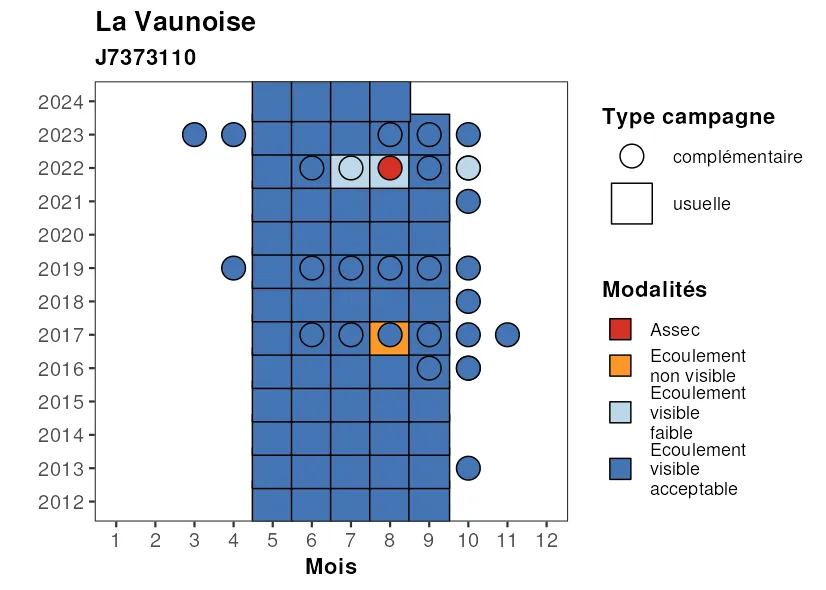 La Vaunoise
J7373110
2024
2023
2022
2021
2020
2019
2018
2017
2016
2015
2014
2013
2012
1 2 3 4 5 6 7 8 9 10 11 12
Mois
Type campagne
complémentaire
usuelle
Modalités
Assec
Ecoulement
non visible
Ecoulement
visible
faible
Ecoulement
visible
acceptable